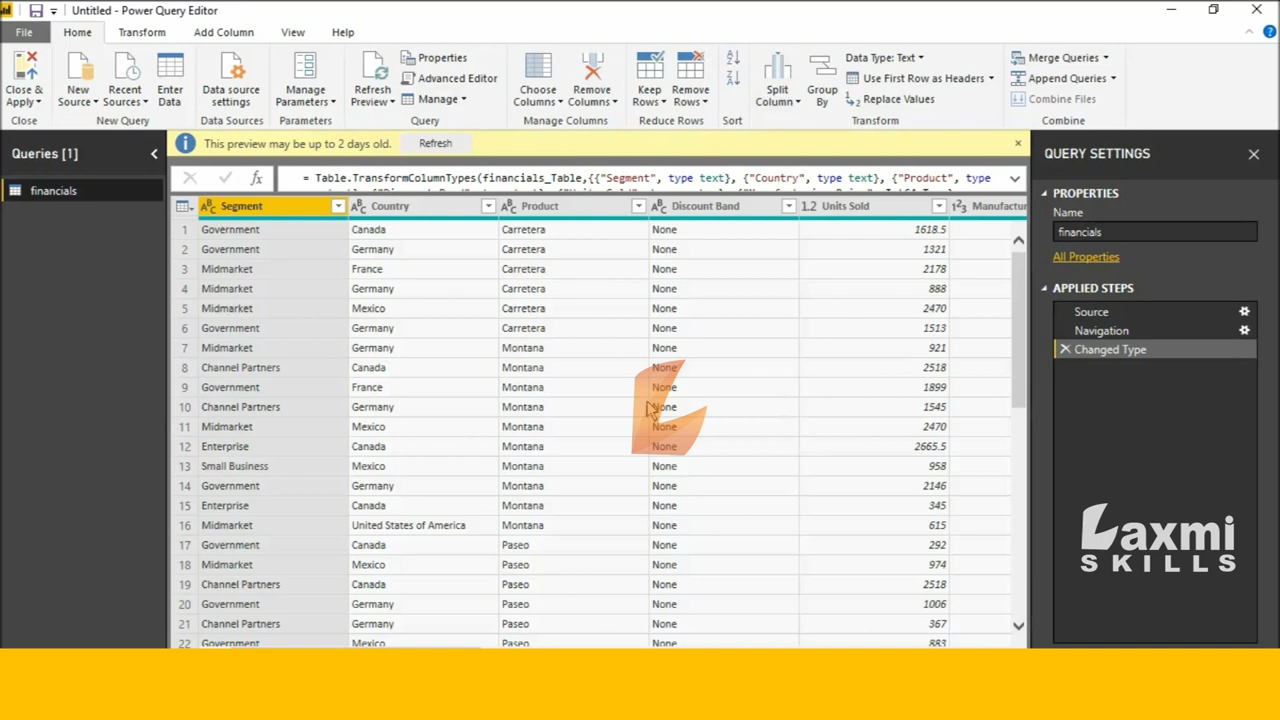 Untitled - Power Query Editor
File Home Transform Add Column View Help
Close & Apply
New Source
Recent Sources
Enter Data
Data source settings
Manage Parameters
Refresh Preview
Properties
Advanced Editor
Manage
Choose Columns
Remove Columns
Keep Rows
Remove Rows
Split Column
Group By
Data Type: Text
Use First Row as Headers
Replace Values
Merge Queries
Append Queries
Combine Files
Close New Query Data Sources Parameters Query Manage Columns Reduce Rows Sort Transform Combine
Queries [1]
financials
This preview may be up to 2 days old. Refresh
fx = Table.TransformColumnTypes(financials_Table,{{"Segment", type text}, {"Country", type text}, {"Product", type
Segment Country Product Discount Band 1.2 Units Sold 123 Manufactur
1 Government Canada Carretera None 1618.5
2 Government Germany Carretera None 1321
3 Midmarket France Carretera None 2178
4 Midmarket Germany Carretera None 888
5 Midmarket Mexico Carretera None 2470
6 Government Germany Carretera None 1513
7 Midmarket Germany Montana None 921
8 Channel Partners Canada Montana None 2518
9 Government France Montana None 1899
10 Channel Partners Germany Montana None 1545
11 Midmarket Mexico Montana None 2470
12 Enterprise Canada Montana None 2665.5
13 Small Business Mexico Montana None 958
14 Government Germany Montana None 2146
15 Enterprise Canada Montana None 345
16 Midmarket United States of America Montana None 615
17 Government Canada Paseo None 292
18 Midmarket Mexico Paseo None 974
19 Channel Partners Canada Paseo None 2518
20 Government Germany Paseo None 1006
21 Channel Partners Germany Paseo None 367
22 Government Mexico Paseo None 883
QUERY SETTINGS
PROPERTIES
Name
financials
All Properties
APPLIED STEPS
Source
Navigation
Changed Type
Laxmi
SKILLS